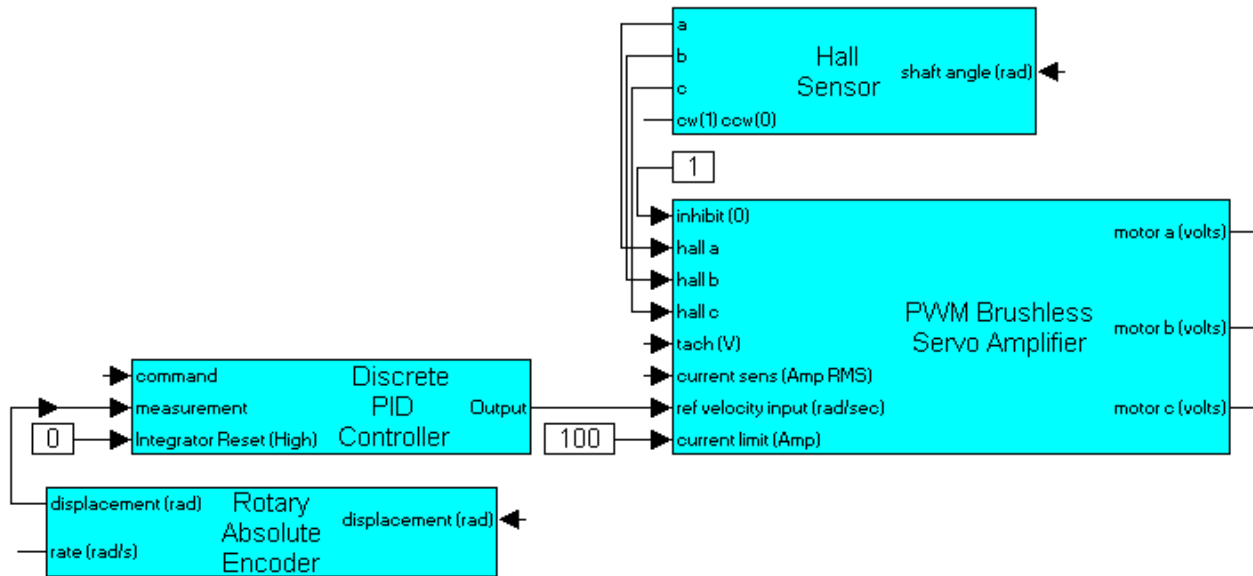 a
b
c
cw(1) ccw(0)
Hall
Sensor
shaft angle (rad)
1
inhibit (0)
hall a
hall b
hall c
tach (V)
current sens (Amp RMS)
ref velocity input (rad/sec)
current limit (Amp)
PWM Brushless
Servo Amplifier
motor a (volts)
motor b (volts)
motor c (volts)
command
measurement
Integrator Reset (High)
Discrete
PID
Controller
Output
0
100
displacement (rad)
rate (rad/s)
Rotary
Absolute
Encoder
displacement (rad)